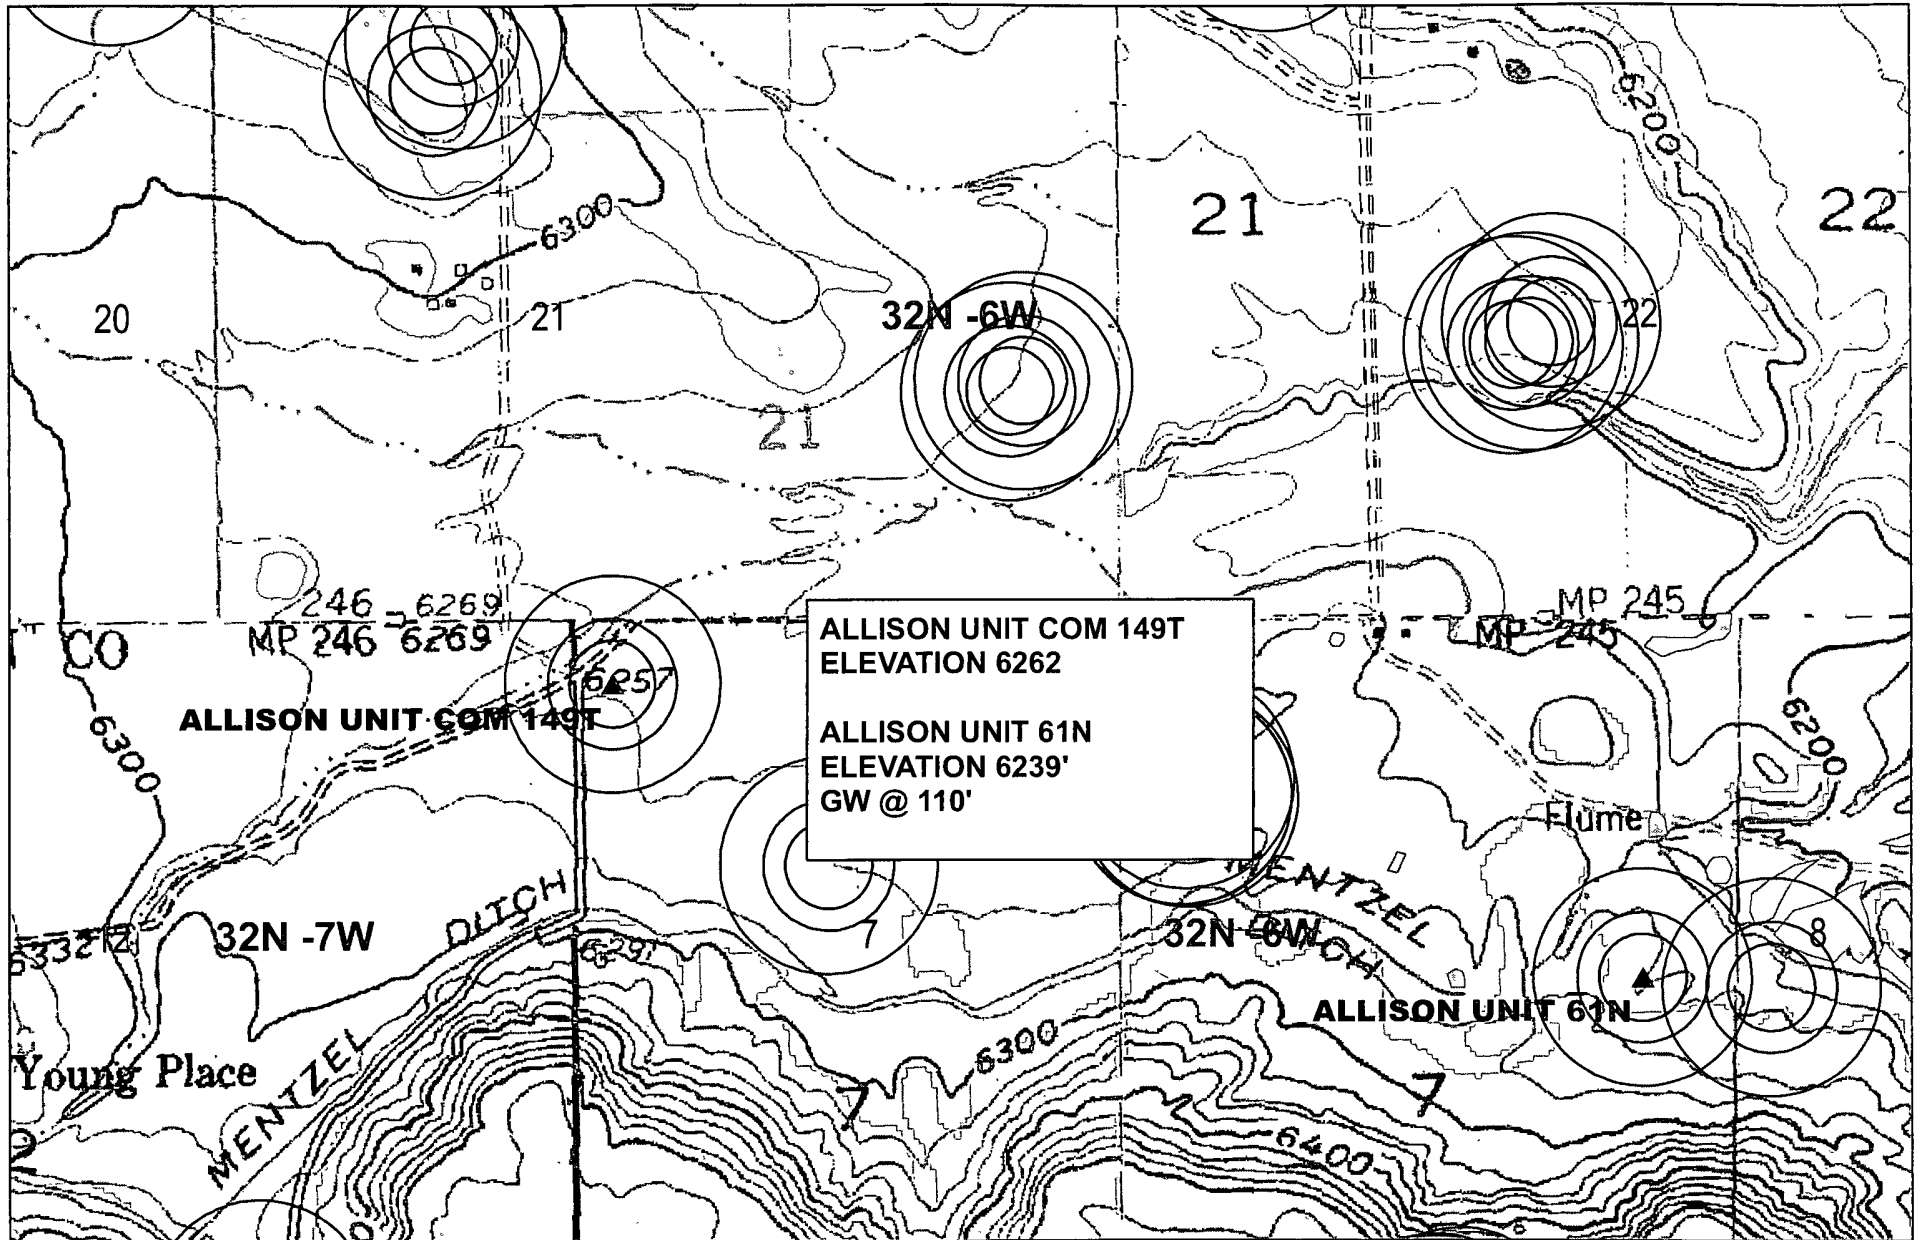 6200
21
22
6300
20
21
32N -6W
22
21
246
6269
MP 245
MP 246
6269
MP 245
CO
ALLISON UNIT COM 149T
ELEVATION 6262
ALLISON UNIT 61N
ELEVATION 6239'
GW @ 110'
6257
ALLISON UNIT COM 149T
6300
6200
Flume
MENTZEL
DITCH
DITCH
32N -7W
7
32N -6W
8
6291
ALLISON UNIT 61N
6300
Young Place
MENTZEL
7
7
6400